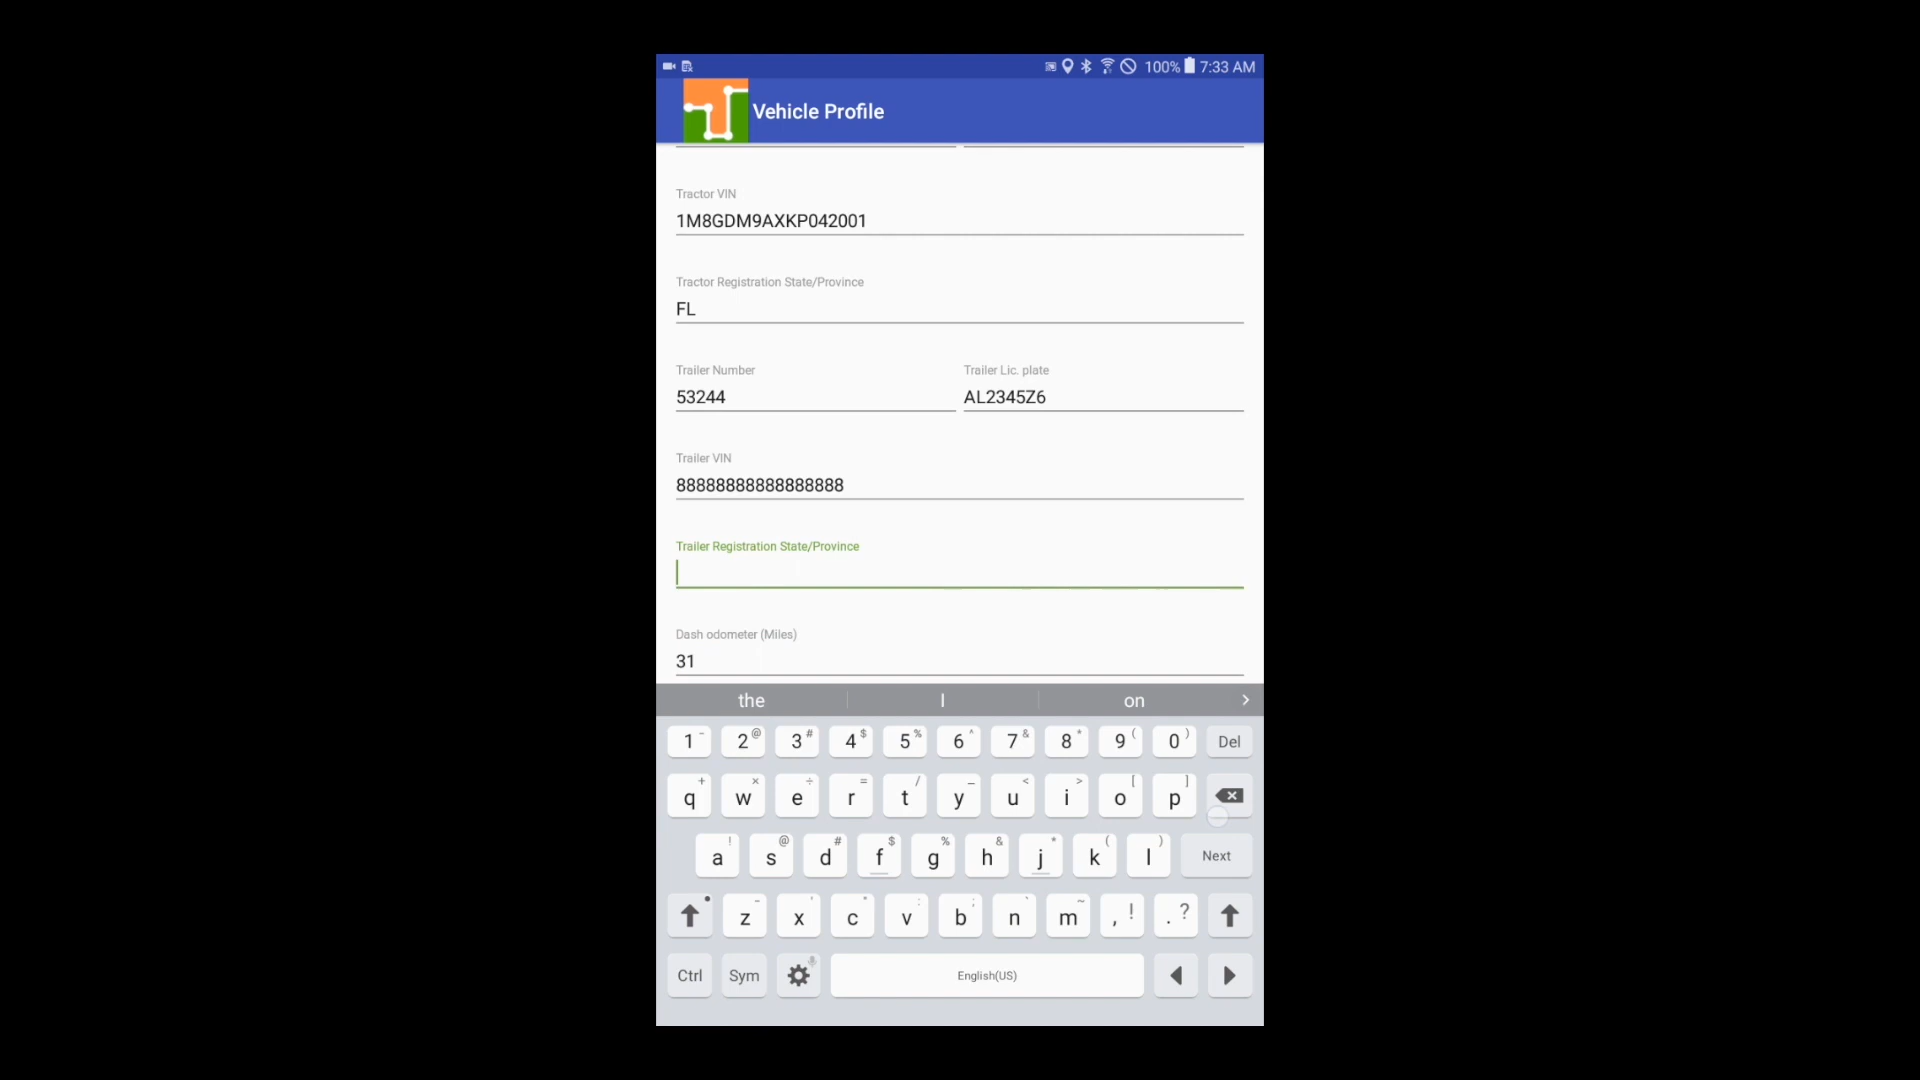 100% 7:33 AM
Vehicle Profile
Tractor VIN
1M8GDM9AXKP042001
Tractor Registration State/Province
FL
Trailer Number Trailer Lic. plate
53244 AL2345Z6
Trailer VIN
88888888888888888
Trailer Registration State/Province
Dash odometer (Miles)
31
the I on
1 2 @ 3 # 4 $ 5 % 6 ^ 7 & 8 * 9 ( 0 ) Del
q + w × e ÷ r = t / y _ u < i > o [ p ]
a ! s @ d # f $ g % h & j * k ( l ) Next
z x c v b n m , ! . ?
Ctrl Sym English(US)